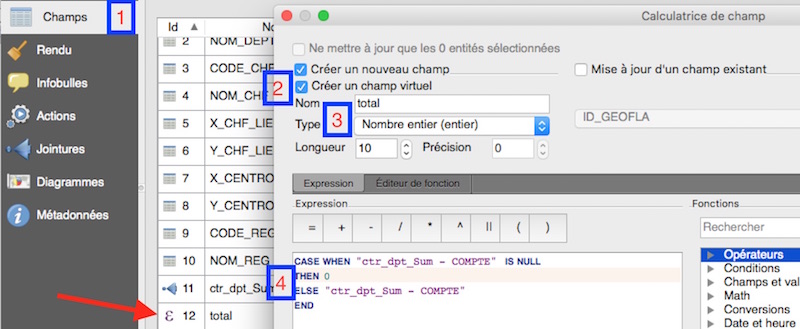 Champs 1
Rendu
Infobulles
Actions
Jointures
Diagrammes
Métadonnées
Id
2 NOM_DEPT
3 CODE_CHF
4 NOM_CHF
5 X_CHF_LIE
6 Y_CHF_LIE
7 X_CENTRO
8 Y_CENTRO
9 CODE_REG
10 NOM_REG
11 ctr_dpt_Sum
ε 12 total
Calculatrice de champ
Ne mettre à jour que les 0 entités sélectionnées
Créer un nouveau champ
Mise à jour d'un champ existant
2 Créer un champ virtuel
Nom total
3
Type Nombre entier (entier)
ID_GEOFLA
Longueur 10 Précision 0
Expression Éditeur de fonction
Expression
Fonctions
= + - / * ^ || ( )
Rechercher
CASE WHEN "ctr_dpt_Sum - COMPTE" IS NULL
4 THEN 0
ELSE "ctr_dpt_Sum - COMPTE"
END
Opérateurs
Conditions
Champs et val
Math
Conversions
Date et heure